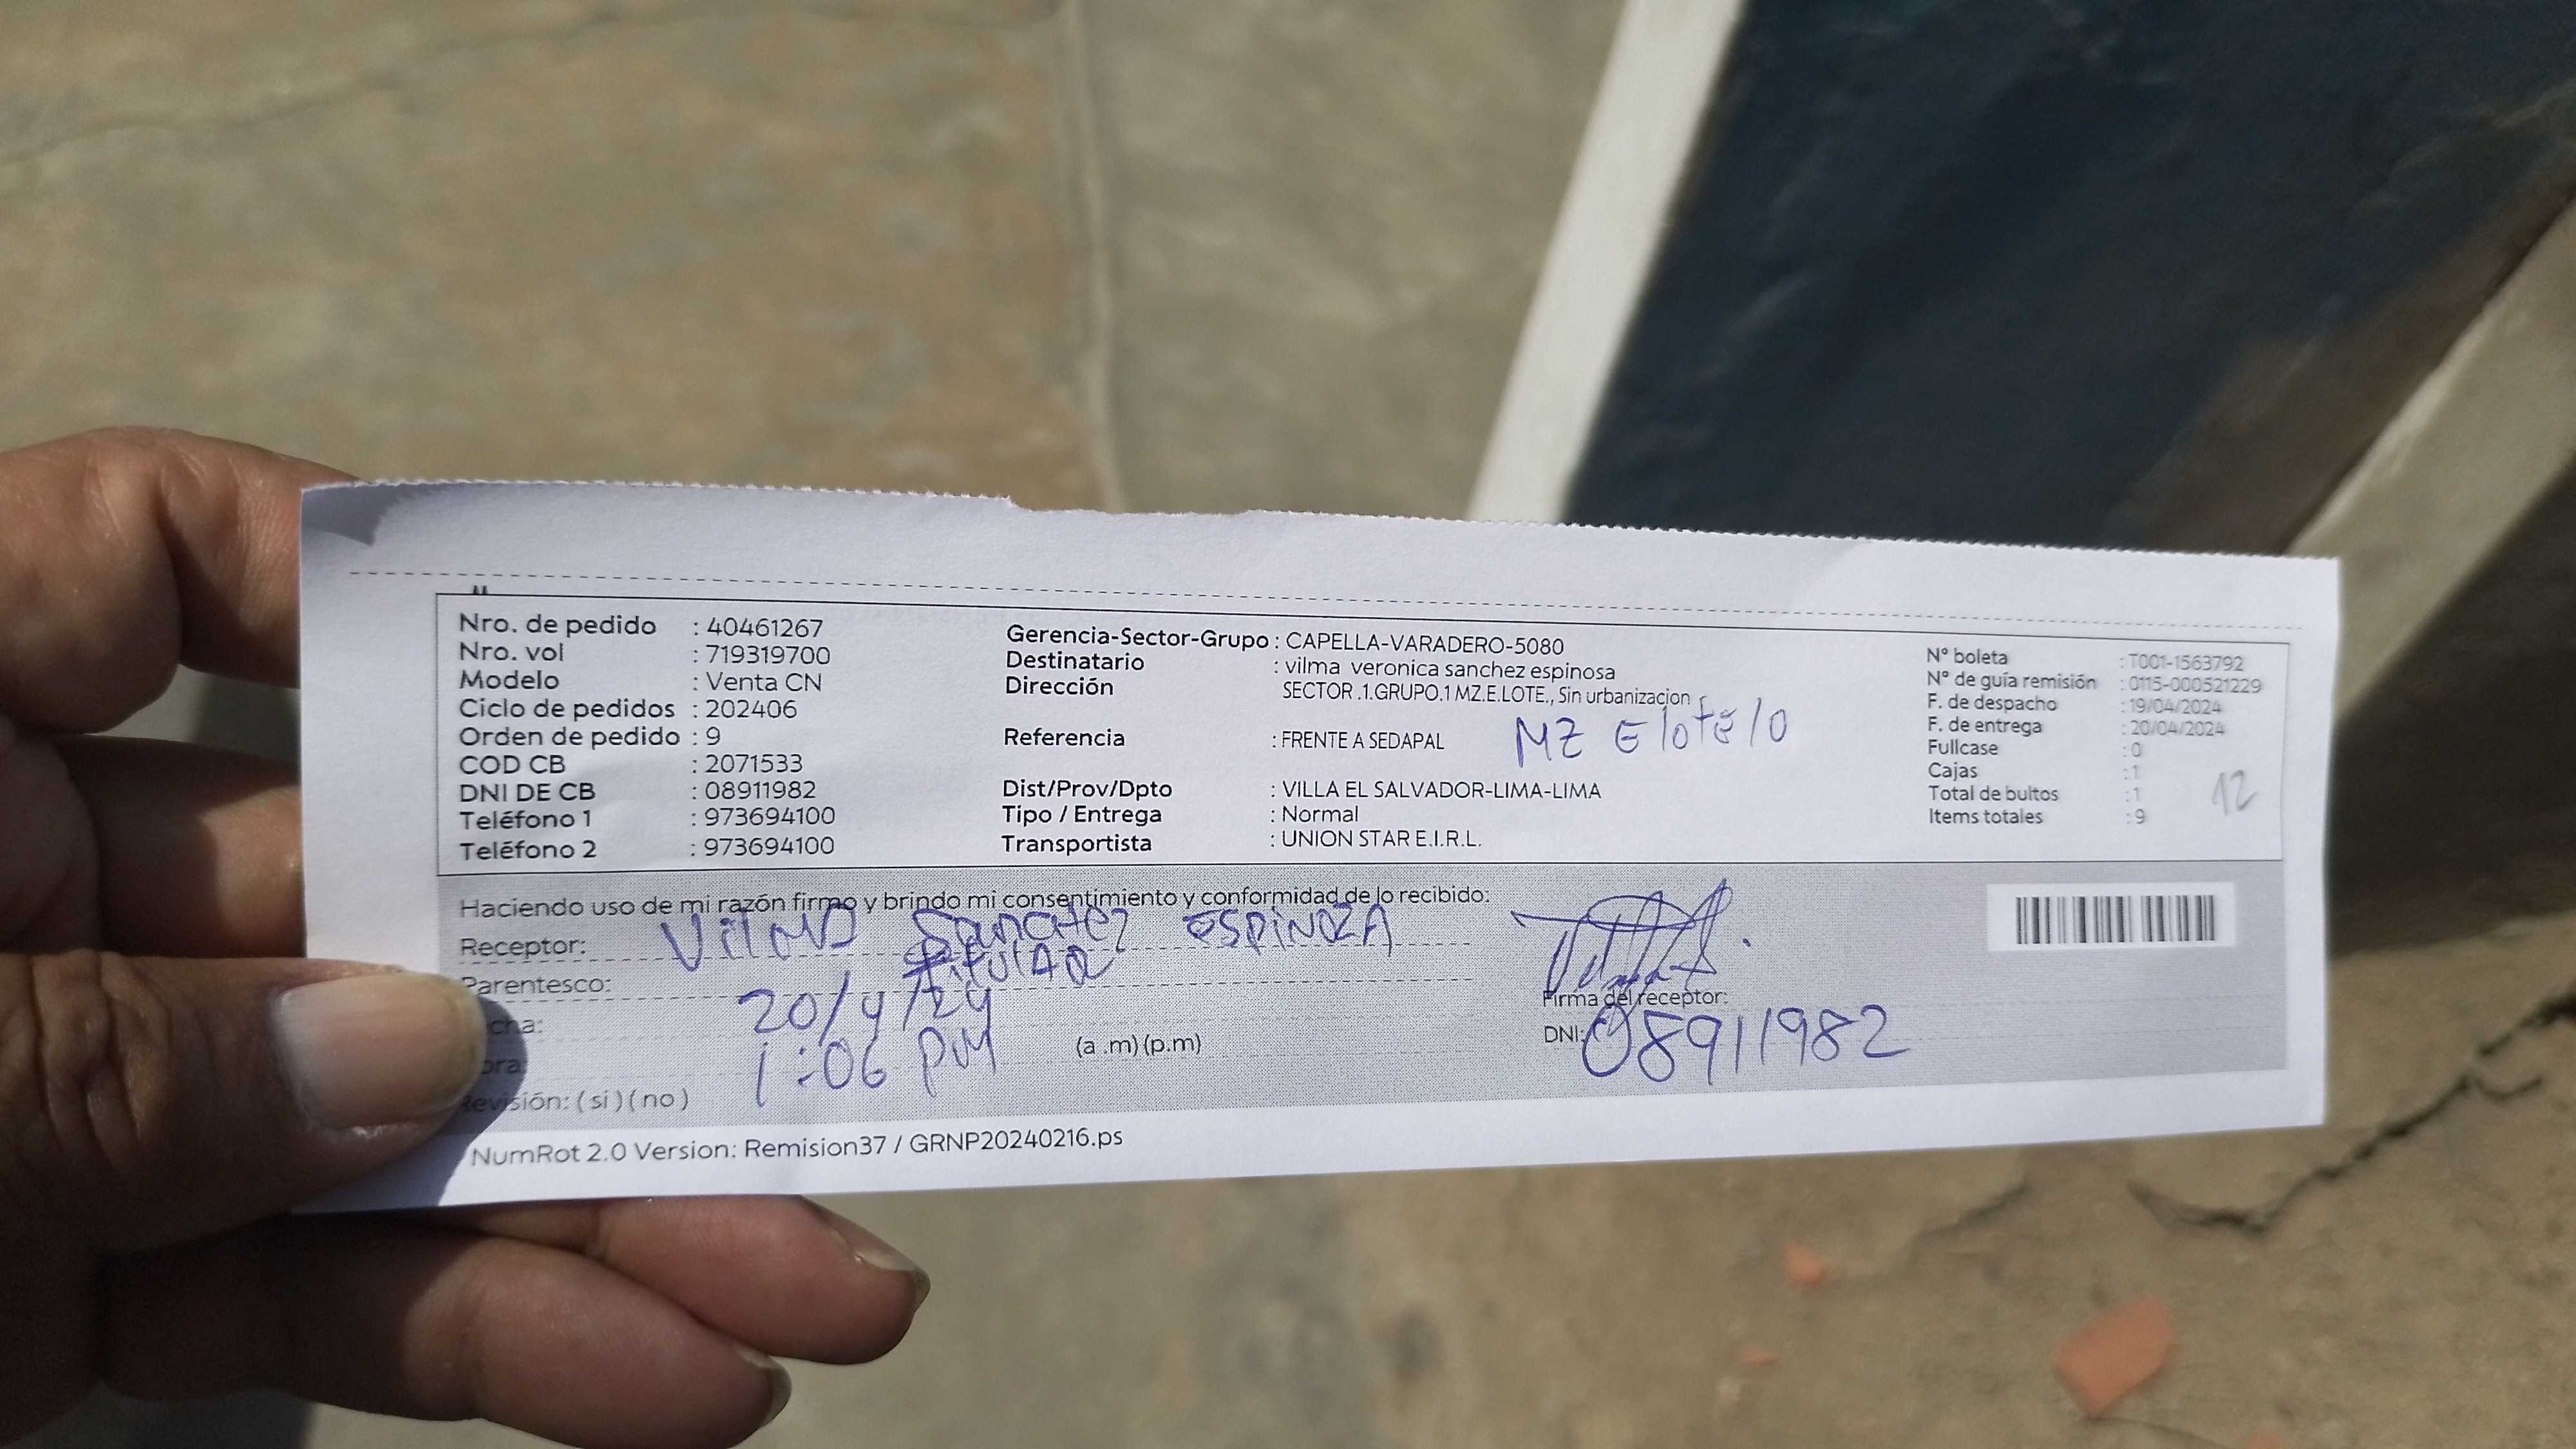 Nro. de pedido : 40461267
Nro. vol : 719319700
Modelo : Venta CN
Ciclo de pedidos : 202406
Orden de pedido : 9
COD CB : 2071533
DNI DE CB : 08911982
Teléfono 1 : 973694100
Teléfono 2 : 973694100
Gerencia-Sector-Grupo : CAPELLA-VARADERO-5080
Destinatario : vilma veronica sanchez espinosa
Dirección SECTOR .1.GRUPO.1 MZ.E.LOTE., Sin urbanizacion
MZ E lote 10
Referencia : FRENTE A SEDAPAL
Dist/Prov/Dpto : VILLA EL SALVADOR-LIMA-LIMA
Tipo / Entrega : Normal
Transportista : UNION STAR E.I.R.L.
N° boleta : T001-1563792
N° de guía remisión : 0115-000521229
F. de despacho : 19/04/2024
F. de entrega : 20/04/2024
Fullcase : 0
Cajas : 1
Total de bultos : 1
Items totales : 9
12
Haciendo uso de mi razón firmo y brindo mi consentimiento y conformidad de lo recibido:
Receptor: Vilma Sanchez ESPINOZA
Parentesco: titular
20/4/24
1:06 PM (a .m) (p.m)
Revisión: ( si ) ( no )
Firma del receptor:
DNI: 08911982
NumRot 2.0 Version: Remision37 / GRNP20240216.ps